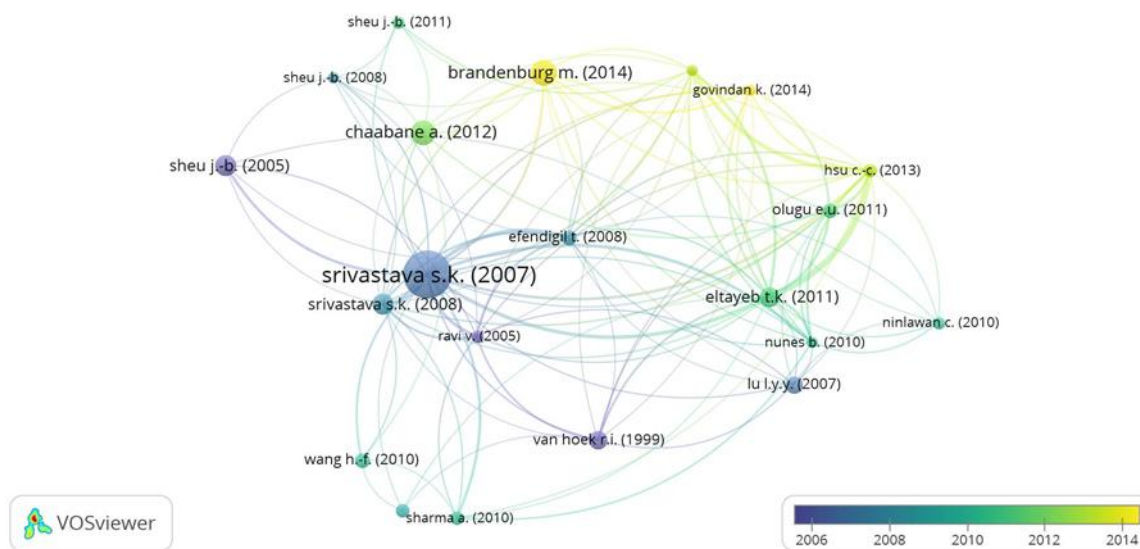 sheu j.-b. (2011)
brandenburg m. (2014)
sheu j.-b. (2008)
govindan k. (2014)
chaabane a. (2012)
sheu j.-b. (2005)
hsu c.-c. (2013)
olugu e.u. (2011)
efendigil t. (2008)
srivastava s.k. (2007)
srivastava s.k. (2008)
eltayeb t.k. (2011)
ninlawan c. (2010)
ravi v. (2005)
nunes b. (2010)
lu l.y.y. (2007)
van hoek r.i. (1999)
wang h.-f. (2010)
sharma a. (2010)
VOSviewer
2006 2008 2010 2012 2014